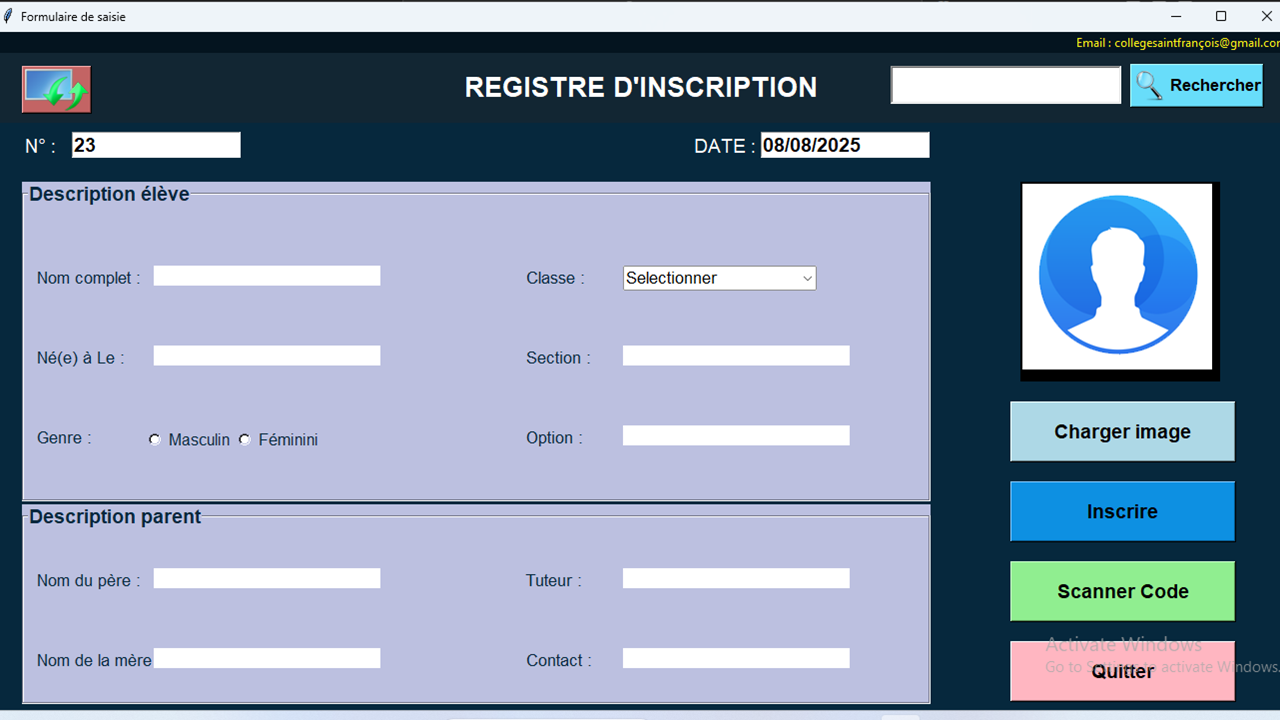 Formulaire de saisie
Email : collegesaintfrançois@gmail.co
REGISTRE D'INSCRIPTION
Rechercher
N° : 23
DATE : 08/08/2025
Description élève
Nom complet :
Classe : Selectionner
Né(e) à Le :
Section :
Genre : Masculin Féminini
Option :
Charger image
Inscrire
Scanner Code
Quitter
Description parent
Nom du père :
Tuteur :
Nom de la mère
Contact :
Activate Windows
Go to Settings to activate Windows.